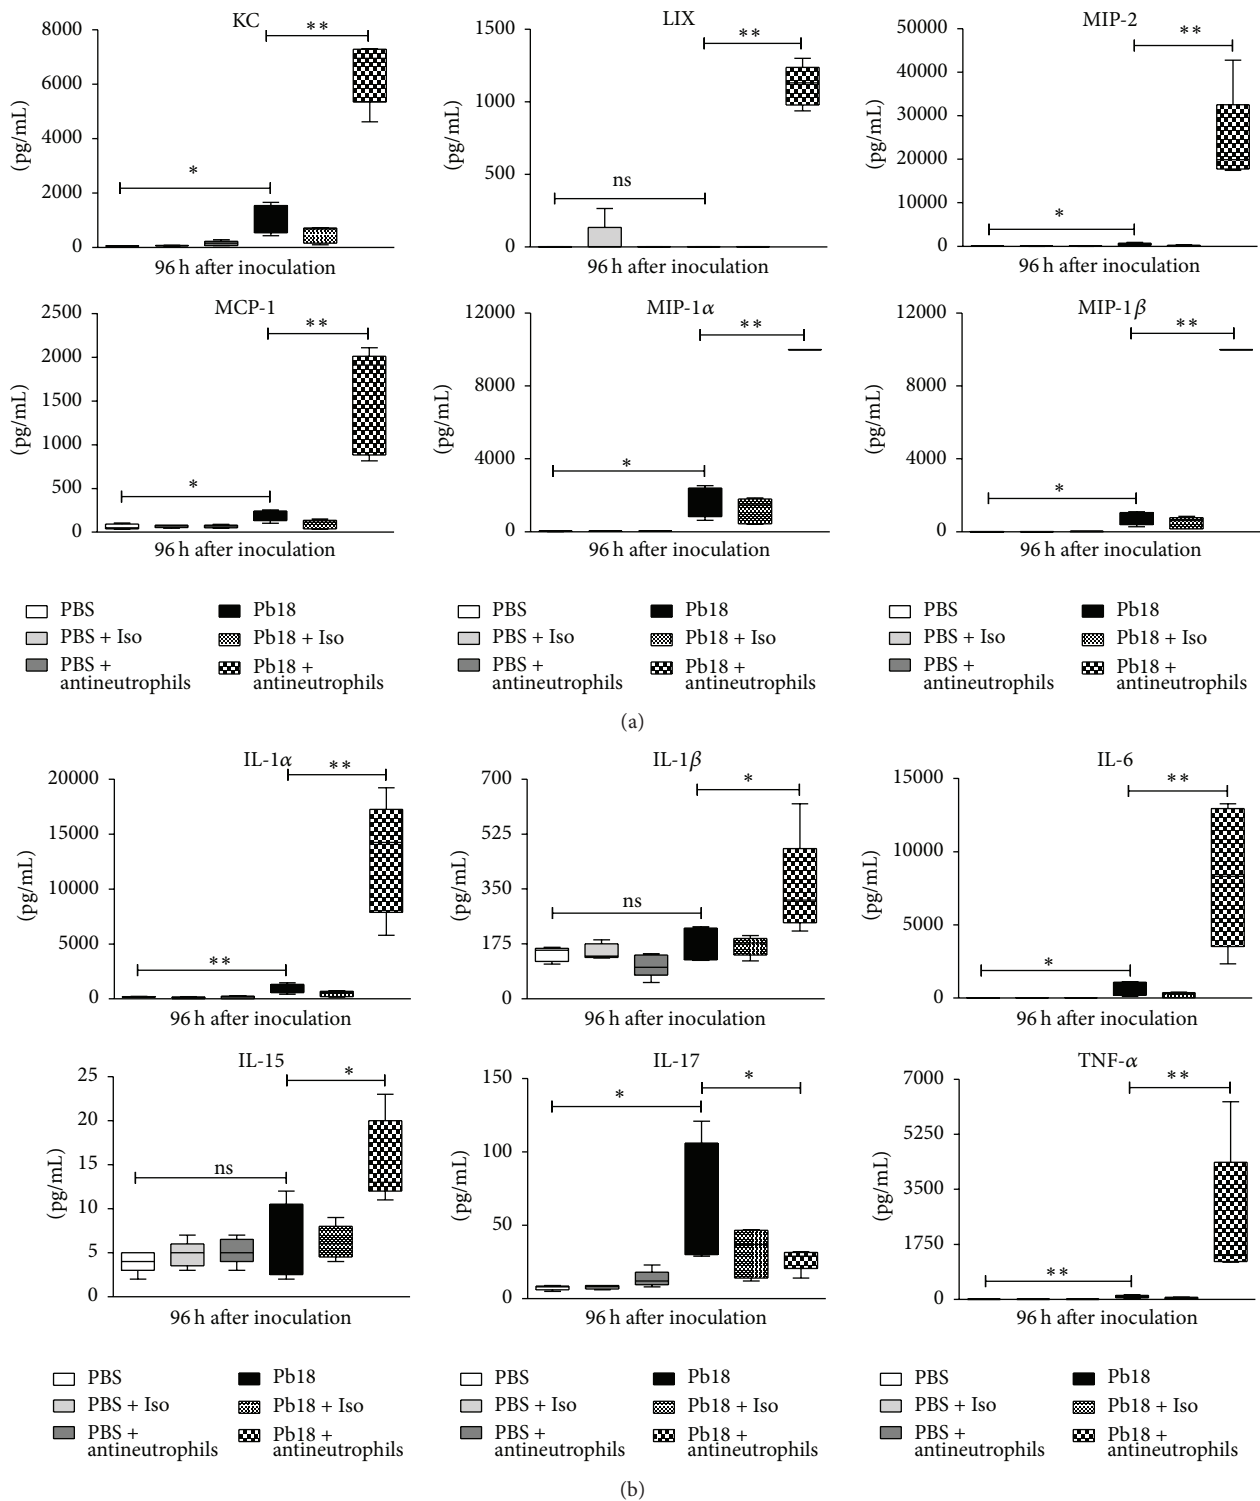 KC
LIX
MIP-2
8000
6000
4000
2000
0
(pg/mL)
*
**
96 h after inoculation
1500
1000
500
0
(pg/mL)
ns
**
96 h after inoculation
50000
40000
30000
20000
10000
0
(pg/mL)
*
**
96 h after inoculation
MCP-1
MIP-1α
MIP-1β
2500
2000
1500
1000
500
0
(pg/mL)
*
**
96 h after inoculation
12000
8000
4000
0
(pg/mL)
*
**
96 h after inoculation
12000
8000
4000
0
(pg/mL)
*
**
96 h after inoculation
PBS
PBS + Iso
PBS +
antineutrophils
Pb18
Pb18 + Iso
Pb18 +
antineutrophils
PBS
PBS + Iso
PBS +
antineutrophils
Pb18
Pb18 + Iso
Pb18 +
antineutrophils
PBS
PBS + Iso
PBS +
antineutrophils
Pb18
Pb18 + Iso
Pb18 +
antineutrophils
(a)
IL-1α
IL-1β
IL-6
20000
15000
10000
5000
0
(pg/mL)
**
**
96 h after inoculation
700
525
350
175
0
(pg/mL)
ns
*
96 h after inoculation
15000
10000
5000
0
(pg/mL)
*
**
96 h after inoculation
IL-15
IL-17
TNF-α
25
20
15
10
5
0
(pg/mL)
ns
*
96 h after inoculation
150
100
50
0
(pg/mL)
*
*
96 h after inoculation
7000
5250
3500
1750
0
(pg/mL)
**
**
96 h after inoculation
PBS
PBS + Iso
PBS +
antineutrophils
Pb18
Pb18 + Iso
Pb18 +
antineutrophils
PBS
PBS + Iso
PBS +
antineutrophils
Pb18
Pb18 + Iso
Pb18 +
antineutrophils
PBS
PBS + Iso
PBS +
antineutrophils
Pb18
Pb18 + Iso
Pb18 +
antineutrophils
(b)